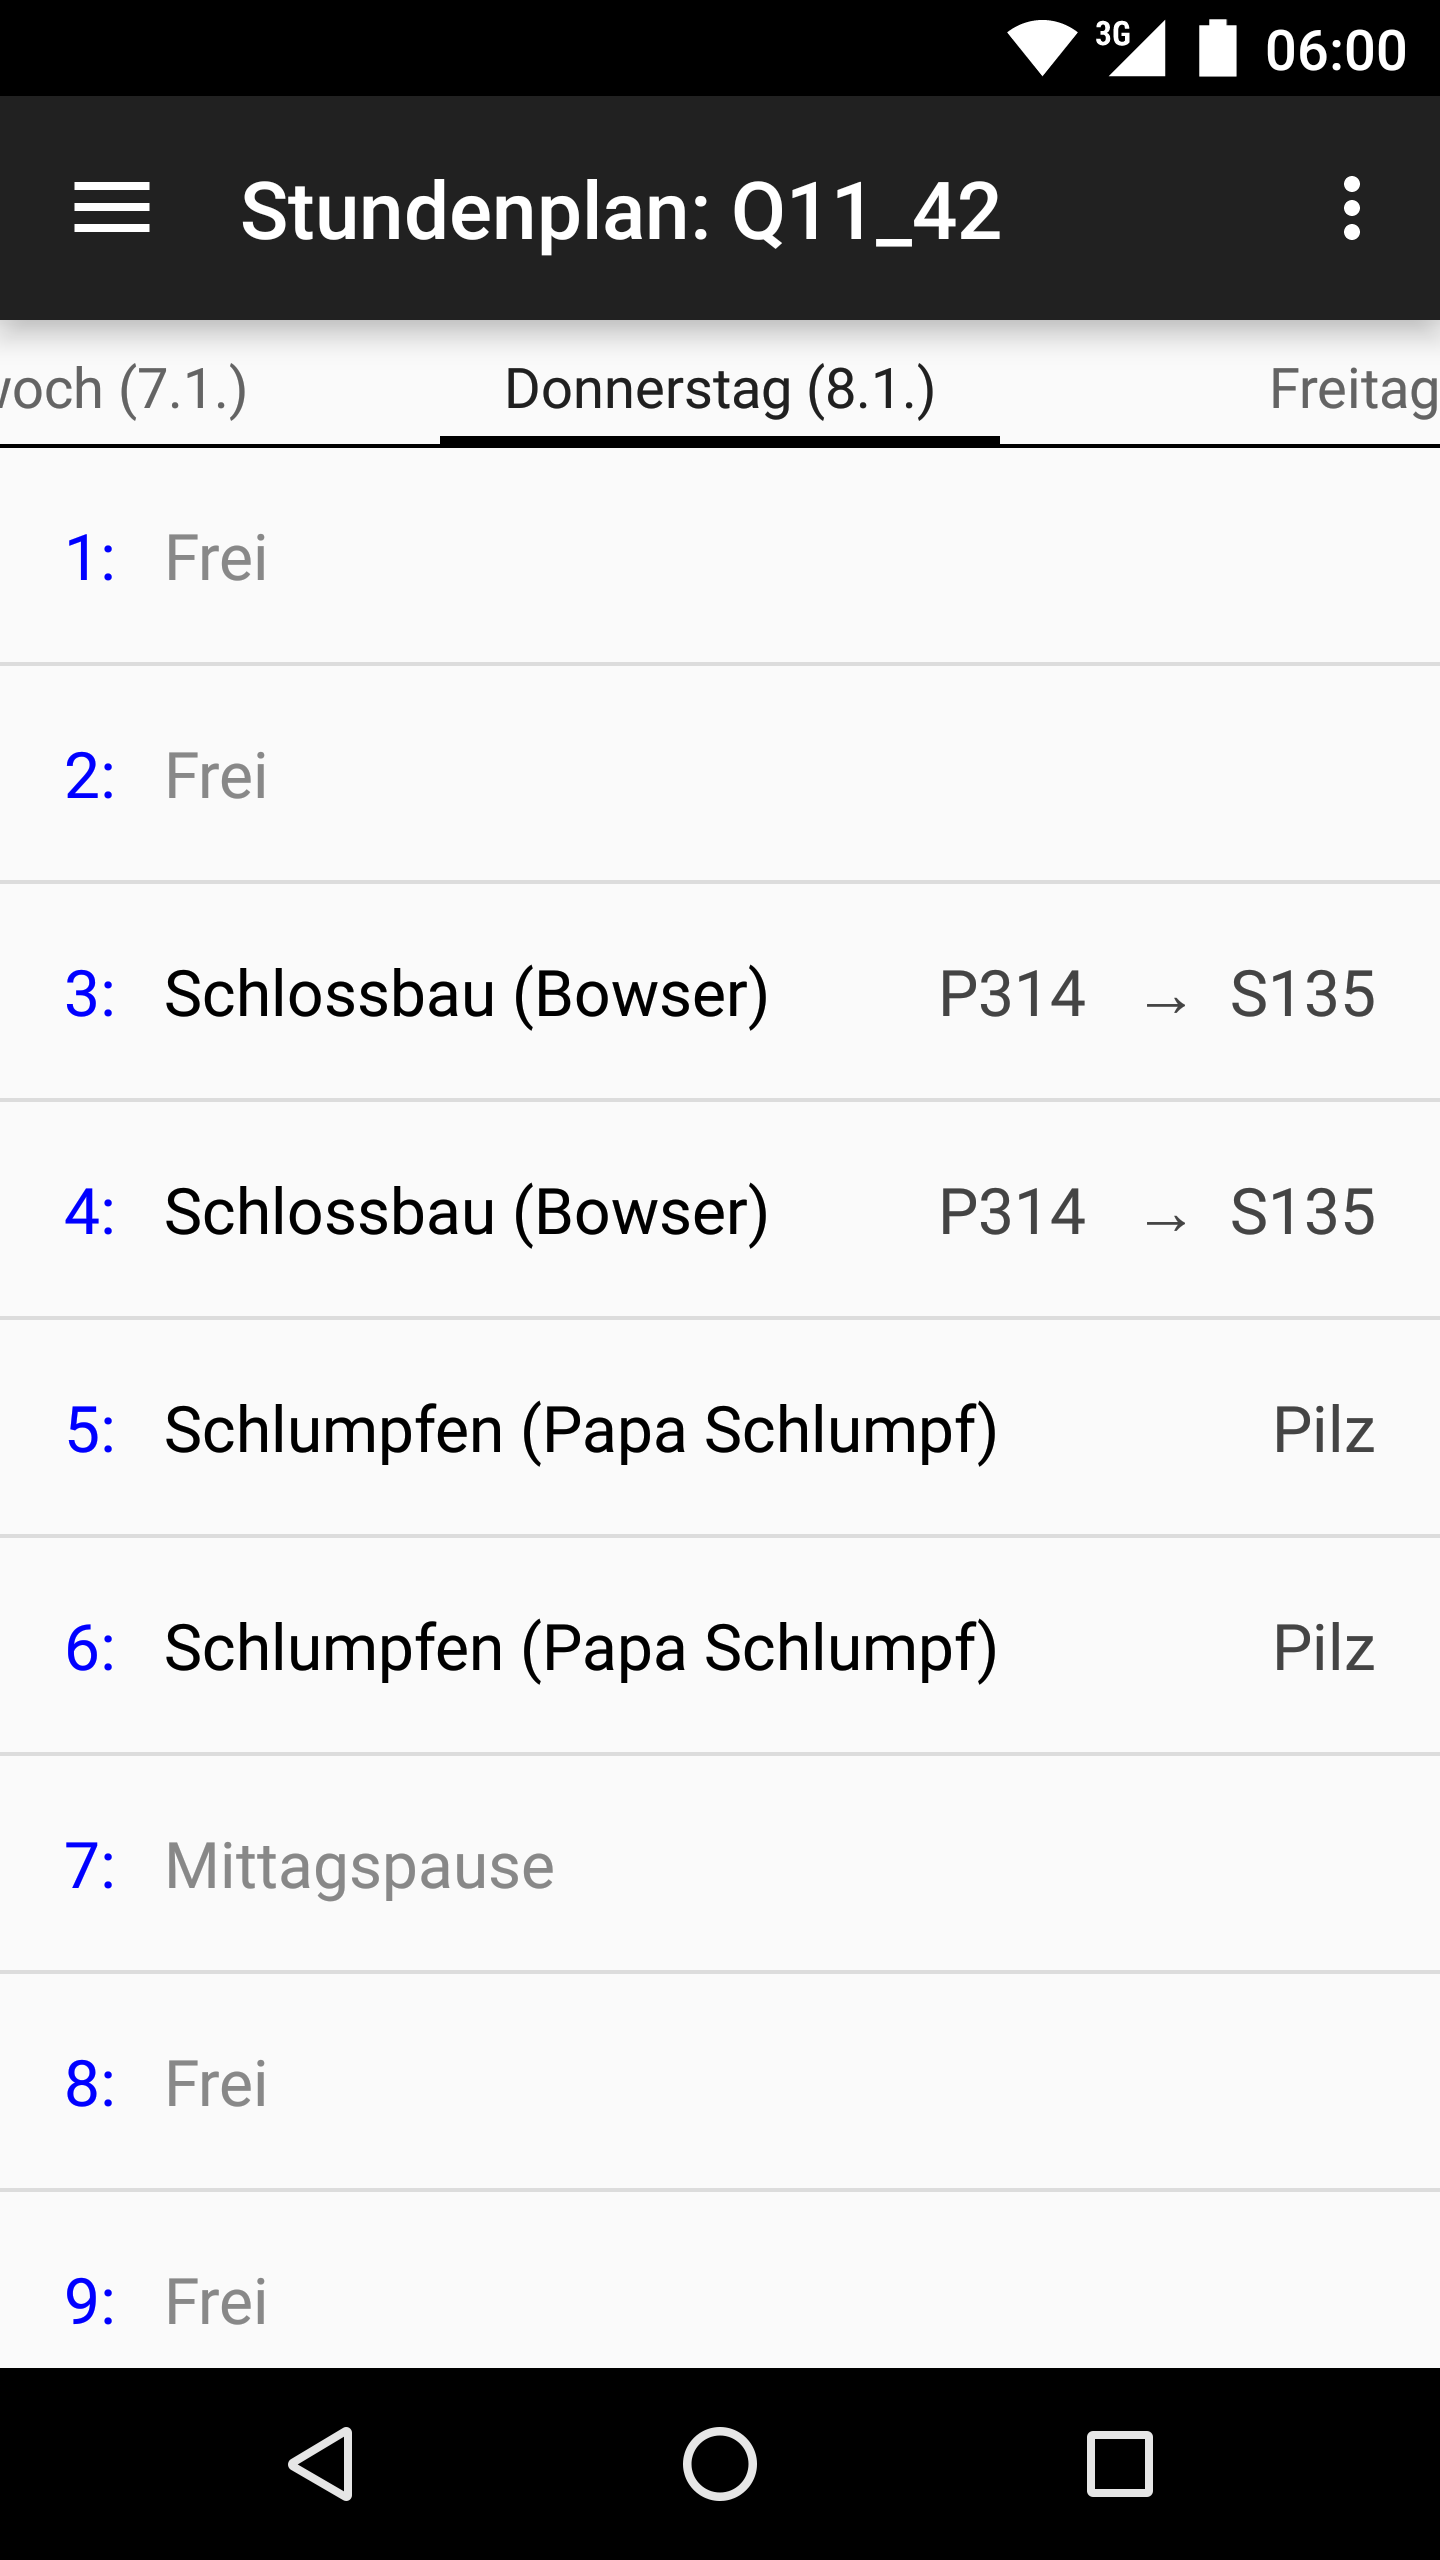 3G 06:00
Stundenplan: Q11_42
woch (7.1.) Donnerstag (8.1.) Freitag
1: Frei
2: Frei
3: Schlossbau (Bowser) P314 → S135
4: Schlossbau (Bowser) P314 → S135
5: Schlumpfen (Papa Schlumpf) Pilz
6: Schlumpfen (Papa Schlumpf) Pilz
7: Mittagspause
8: Frei
9: Frei